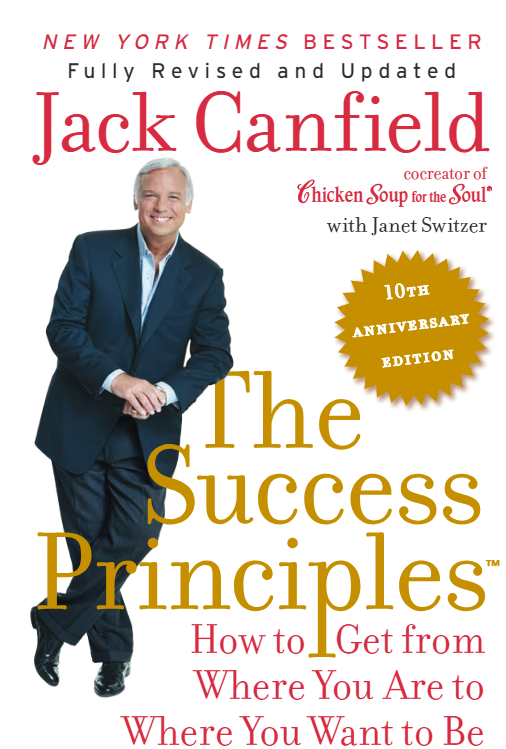 NEW YORK TIMES BESTSELLER
Fully Revised and Updated
Jack Canfield
cocreator of
Chicken Soup for the Soul®
with Janet Switzer
10TH
ANNIVERSARY
EDITION
The
Success
Principles™
How to Get from
Where You Are to
Where You Want to Be